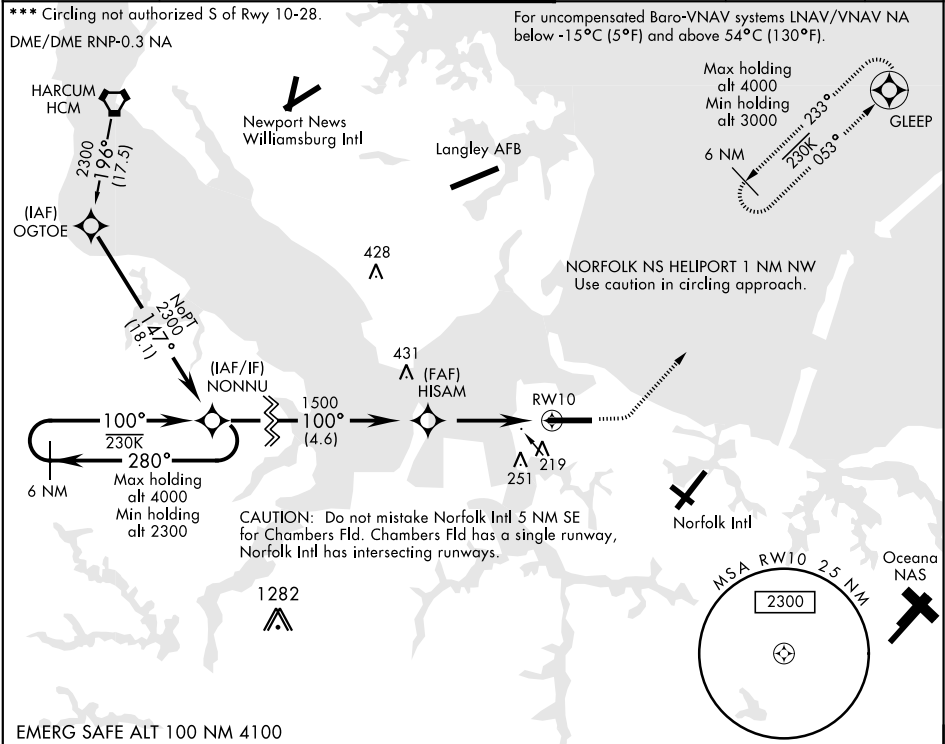 *** Circling not authorized S of Rwy 10-28.
DME/DME RNP-0.3 NA
For uncompensated Baro-VNAV systems LNAV/VNAV NA
below -15°C (5°F) and above 54°C (130°F).
HARCUM
HCM
2300
196°
(17.5)
Newport News
Williamsburg Intl
Langley AFB
Max holding
alt 4000
Min holding
alt 3000
6 NM
233°
230K
053°
GLEEP
(IAF)
OGTOE
NoPT
2300
147°
(18.1)
428
NORFOLK NS HELIPORT 1 NM NW
Use caution in circling approach.
(IAF/IF)
NONNU
431
(FAF)
HISAM
RW10
100°
230K
280°
6 NM
Max holding
alt 4000
Min holding
alt 2300
1500
100°
(4.6)
251
219
CAUTION: Do not mistake Norfolk Intl 5 NM SE
for Chambers Fld. Chambers Fld has a single runway,
Norfolk Intl has intersecting runways.
Norfolk Intl
1282
MSA RW10 25 NM
2300
Oceana
NAS
EMERG SAFE ALT 100 NM 4100